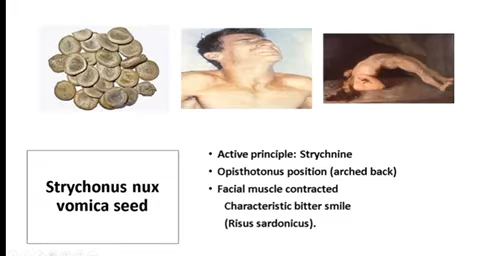 Strychonus nux
vomica seed
• Active principle: Strychnine
• Opisthotonus position (arched back)
• Facial muscle contracted
Characteristic bitter smile
(Risus sardonicus).